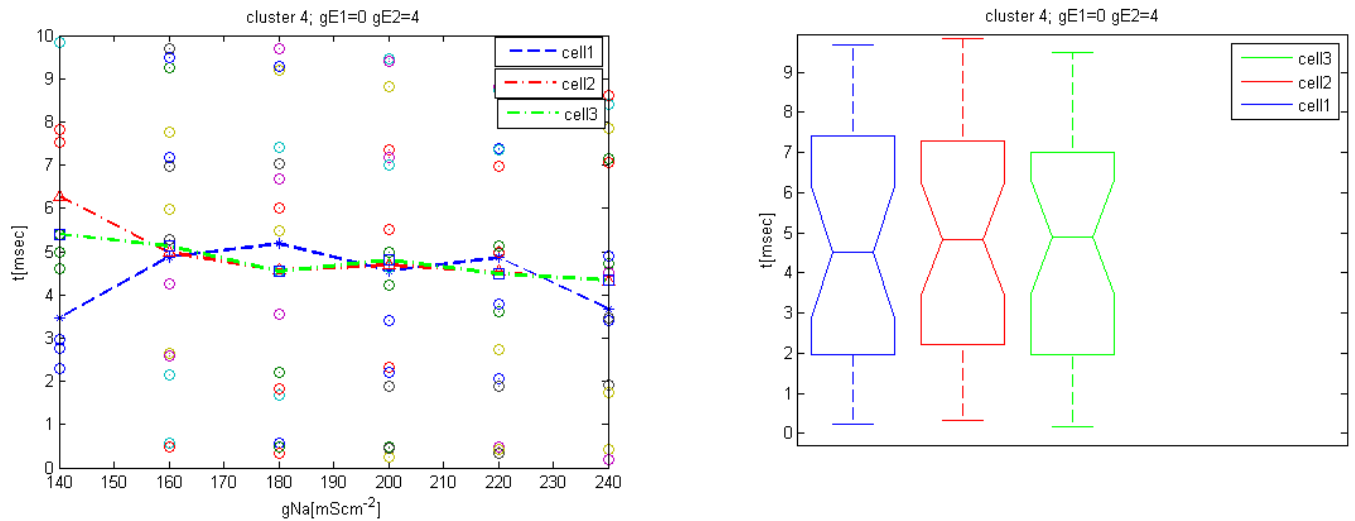 cluster 4; gE1=0 gE2=4
10
9
8
7
6
5
4
3
2
1
0
t[msec]
cell1
cell2
cell3
140 160 170 180 190 200 210 220 230 240
gNa[mScm-2]
cluster 4; gE1=0 gE2=4
9
8
7
6
5
4
3
2
1
0
t[msec]
cell3
cell2
cell1